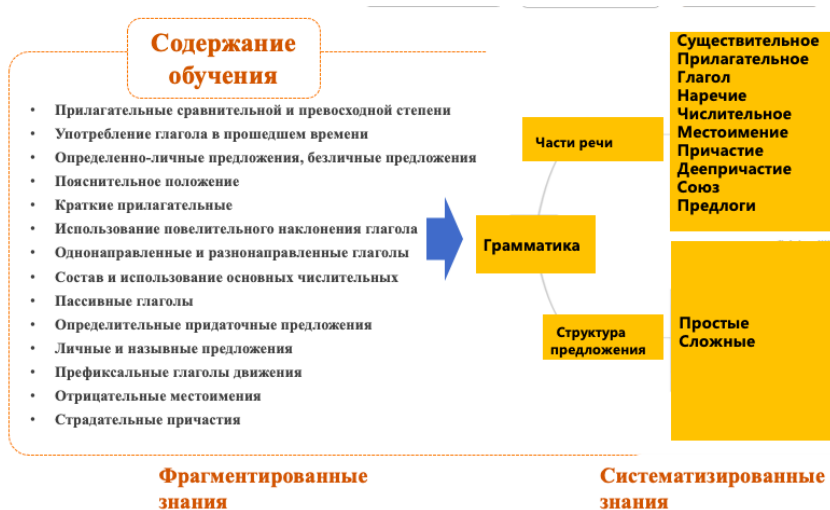 Содержание
обучения
• Прилагательные сравнительной и превосходной степени
• Употребление глагола в прошедшем времени
• Определенно-личные предложения, безличные предложения
• Пояснительное положение
• Краткие прилагательные
• Использование повелительного наклонения глагола
• Однонаправленные и разнонаправленные глаголы
• Состав и использование основных числительных
• Пассивные глаголы
• Определительные придаточные предложения
• Личные и назывные предложения
• Префиксальные глаголы движения
• Отрицательные местоимения
• Страдательные причастия
Фрагментированные
знания
Грамматика
Части речи
Существительное
Прилагательное
Глагол
Наречие
Числительное
Местоимение
Причастие
Деепричастие
Союз
Предлоги
Структура
предложения
Простые
Сложные
Систематизированные
знания